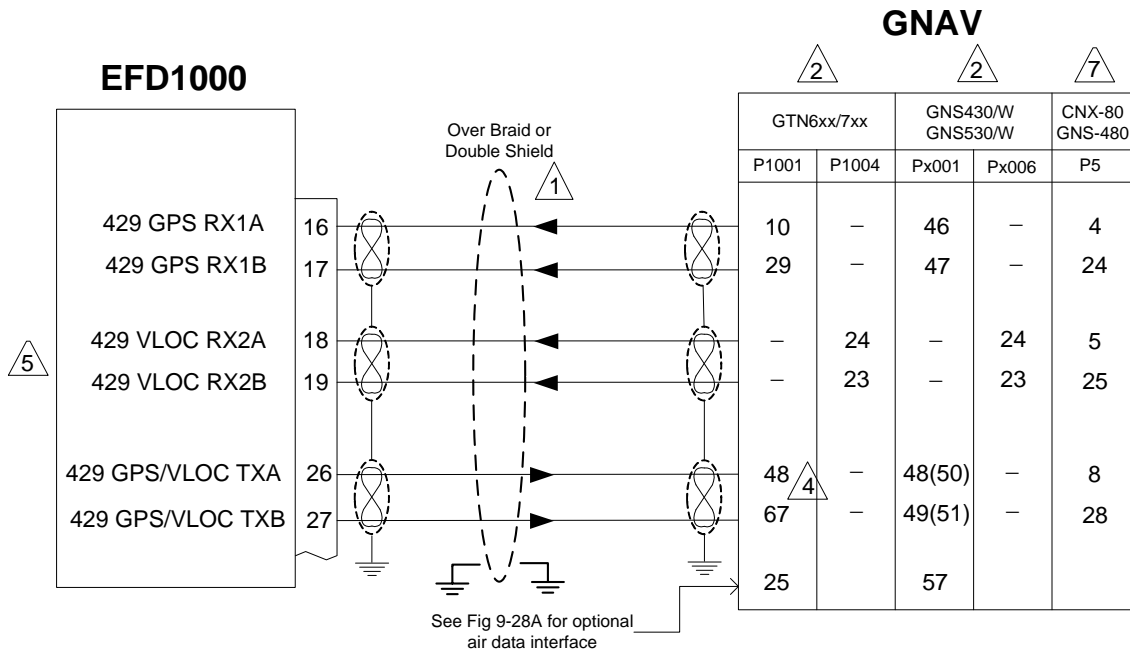 GNAV
EFD1000
2
2
7
Over Braid or
Double Shield
1
GTN6xx/7xx
GNS430/W
GNS530/W
CNX-80
GNS-480
P1001 P1004 Px001 Px006 P5
429 GPS RX1A 16 10 – 46 – 4
429 GPS RX1B 17 29 – 47 – 24
429 VLOC RX2A 18 – 24 – 24 5
5
429 VLOC RX2B 19 – 23 – 23 25
429 GPS/VLOC TXA 26 48 – 48(50) – 8
4
429 GPS/VLOC TXB 27 67 – 49(51) – 28
25 57
See Fig 9-28A for optional
air data interface